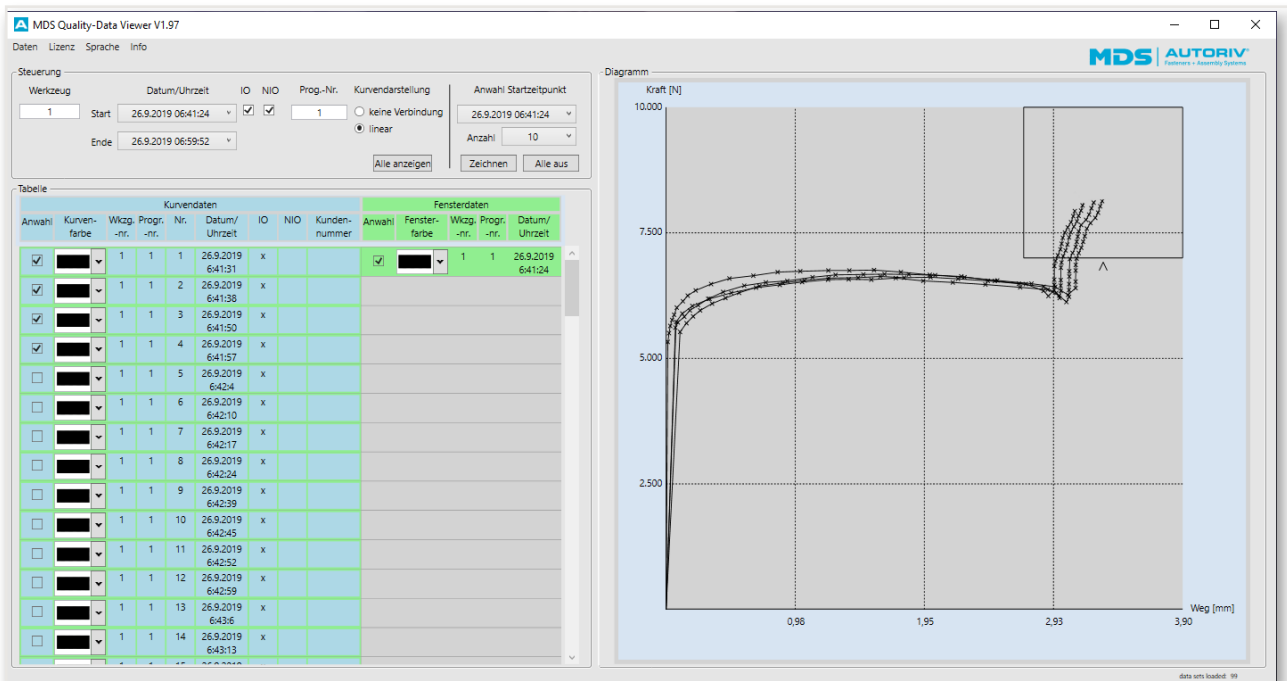 MDS Quality-Data Viewer V1.97
Daten Lizenz Sprache Info
MDS AUTORIV
Fasteners + Assembly Systems
Steuerung
Werkzeug Datum/Uhrzeit IO NIO Prog.-Nr. Kurvendarstellung Anwahl Startzeitpunkt
1 Start 26.9.2019 06:41:24 1 keine Verbindung 26.9.2019 06:41:24
linear
Ende 26.9.2019 06:59:52 Anzahl 10
Alle anzeigen Zeichnen Alle aus
Tabelle
Kurvendaten Fensterdaten
Anwahl Kurven- Wkzg. Progr. Nr. Datum/ IO NIO Kunden- Anwahl Fenster- Wkzg. Progr. Datum/
farbe -nr. -nr. Uhrzeit nummer farbe -nr. -nr. Uhrzeit
1 1 1 26.9.2019 x 1 1 26.9.2019
6:41:31 6:41:24
1 1 2 26.9.2019 x
6:41:38
1 1 3 26.9.2019 x
6:41:50
1 1 4 26.9.2019 x
6:41:57
1 1 5 26.9.2019 x
6:42:4
1 1 6 26.9.2019 x
6:42:10
1 1 7 26.9.2019 x
6:42:17
1 1 8 26.9.2019 x
6:42:24
1 1 9 26.9.2019 x
6:42:39
1 1 10 26.9.2019 x
6:42:45
1 1 11 26.9.2019 x
6:42:52
1 1 12 26.9.2019 x
6:42:59
1 1 13 26.9.2019 x
6:43:6
1 1 14 26.9.2019 x
6:43:13
Diagramm
Kraft [N]
10.000
7.500
5.000
2.500
Weg [mm]
0,98 1,95 2,93 3,90
data sets loaded: 99